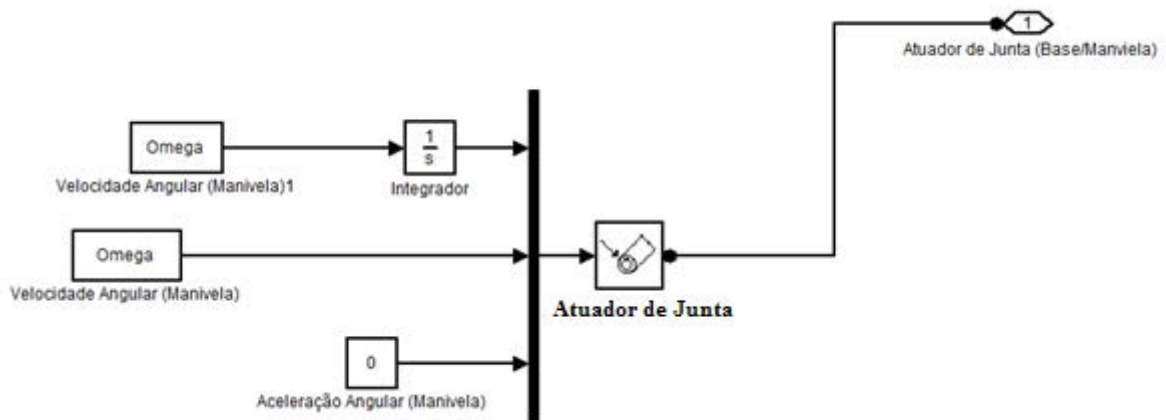 1
Atuador de Junta (Base/Manviela)
Omega
1
s
Velocidade Angular (Manivela)1
Integrador
Omega
Velocidade Angular (Manivela)
Atuador de Junta
0
Aceleração Angular (Manivela)